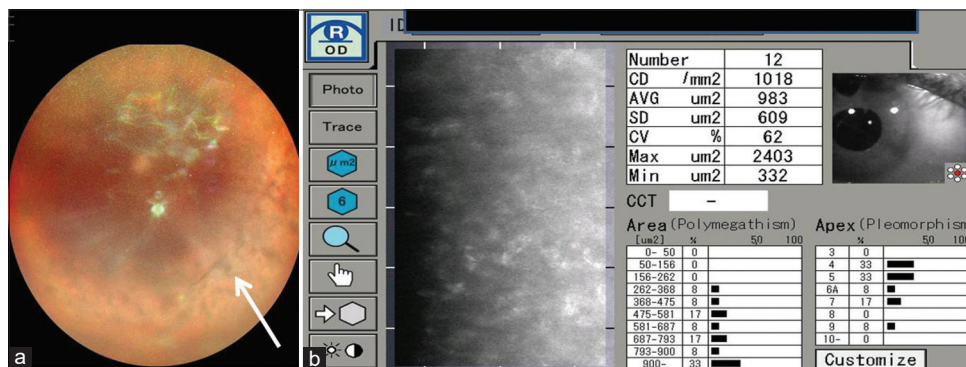 a
b
R
OD
ID
Photo
Trace
μm2
6
Number 12
CD /mm2 1018
AVG um2 983
SD um2 609
CV % 62
Max um2 2403
Min um2 332
CCT -
Area(Polymegathism)
[um2] % 50 100
0- 50 0
50-156 0
156-262 0
262-368 8
368-475 8
475-581 17
581-687 8
687-793 17
793-900 8
900- 33
Apex(Pleomorphism
% 50 100
3 0
4 33
5 33
6A 8
7 17
8 0
9 8
10- 0
Customize